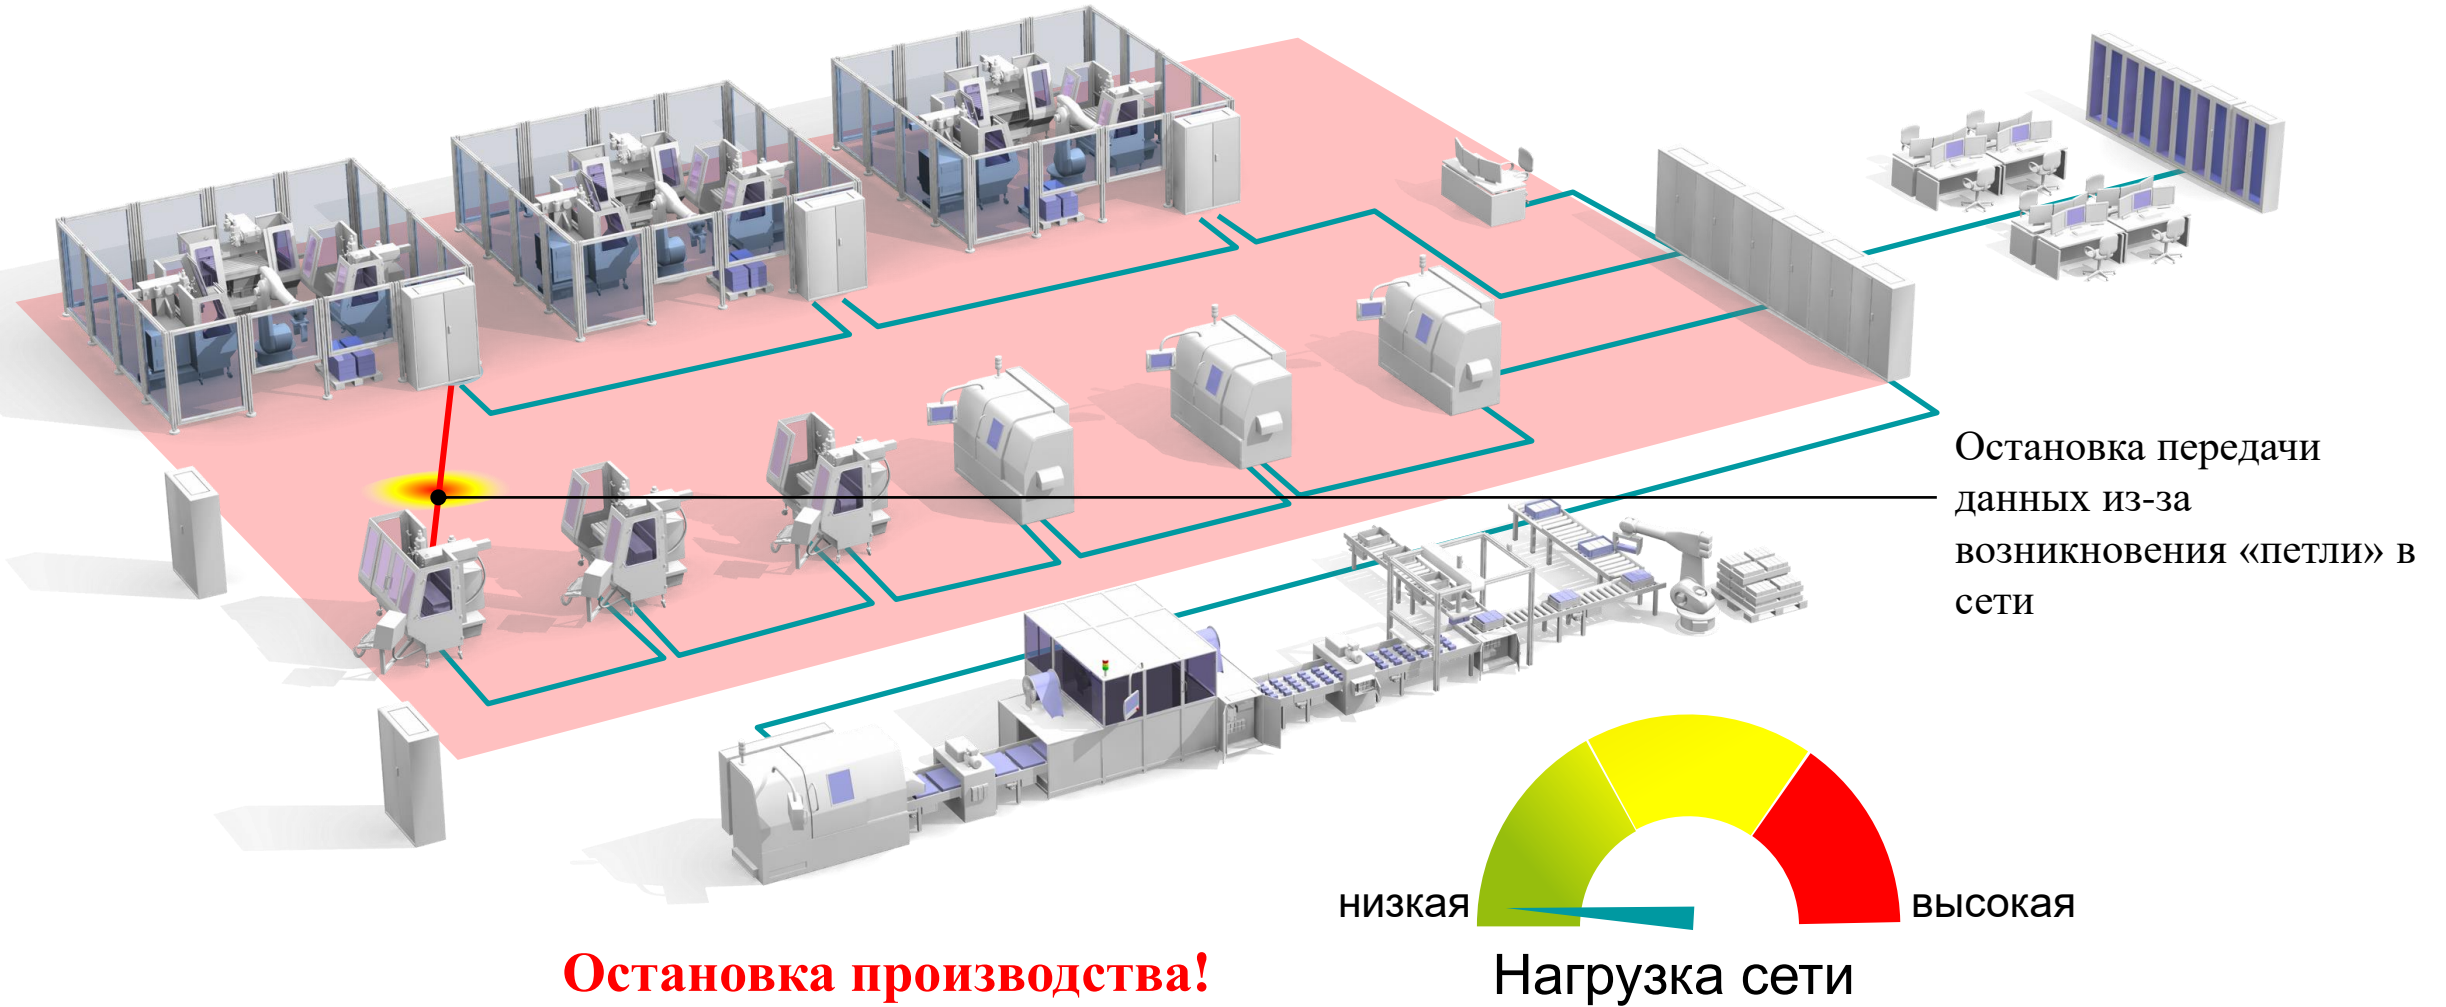 Остановка передачи
данных из-за
возникновения «петли» в
сети
низкая
высокая
Нагрузка сети
Остановка производства!